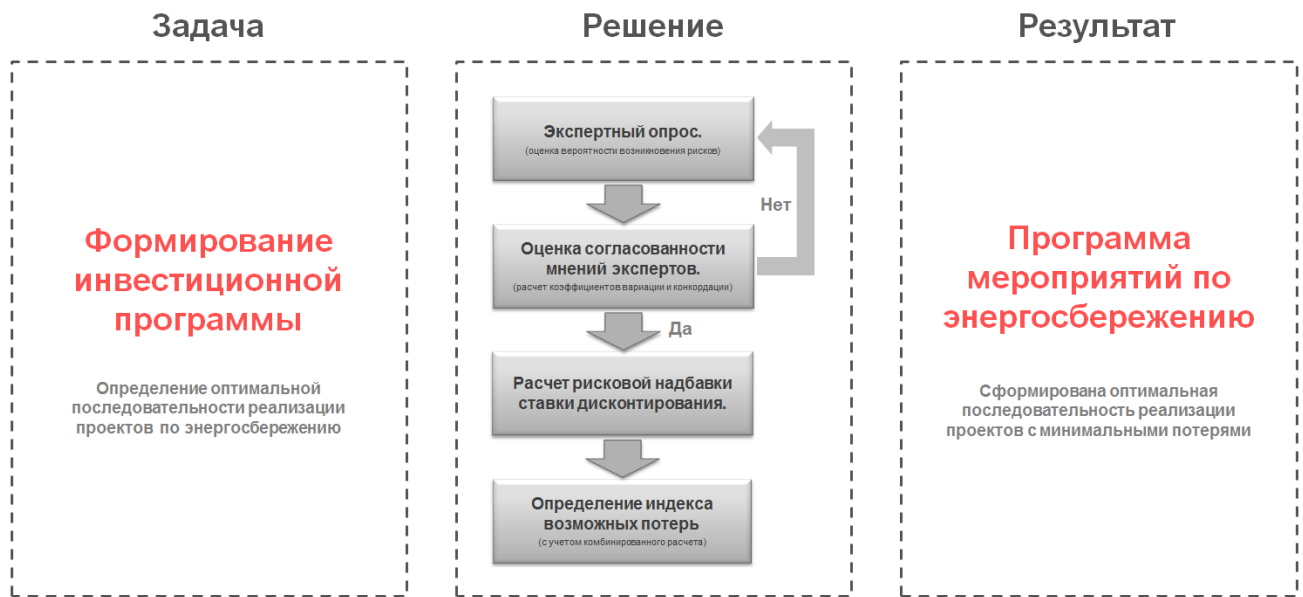 Задача
Формирование
инвестиционной
программы
Определение оптимальной
последовательности реализации
проектов по энергосбережению
Решение
Экспертный опрос.
(оценка вероятности возникновения рисков)
Нет
Оценка согласованности
мнений экспертов.
(расчет коэффициентов вариации и конкордации)
Да
Расчет рисковой надбавки
ставки дисконтирования.
Определение индекса
возможных потерь
(с учетом комбинированного расчета)
Результат
Программа
мероприятий по
энергосбережению
Сформирована оптимальная
последовательность реализации
проектов с минимальными потерями